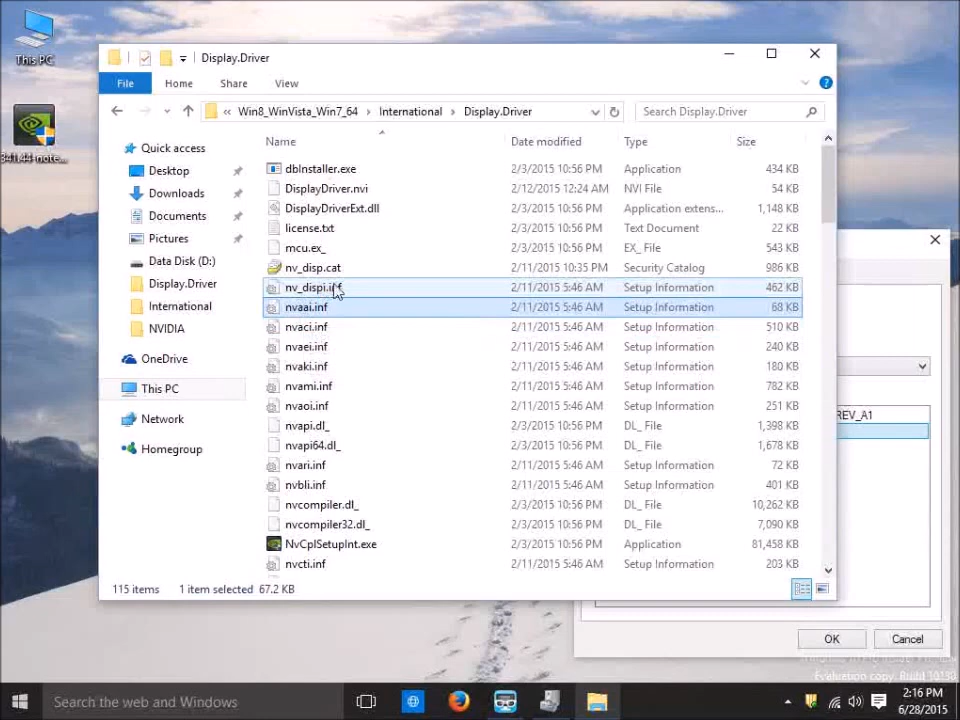 This PC
341.44-note...
Display.Driver
File Home Share View
« Win8_WinVista_Win7_64 › International › Display.Driver
Search Display.Driver
Quick access
Desktop
Downloads
Documents
Pictures
Data Disk (D:)
Display.Driver
International
NVIDIA
OneDrive
This PC
Network
Homegroup
Name Date modified Type Size
dbInstaller.exe 2/3/2015 10:56 PM Application 434 KB
DisplayDriver.nvi 2/12/2015 12:24 AM NVI File 54 KB
DisplayDriverExt.dll 2/3/2015 10:56 PM Application extens... 1,148 KB
license.txt 2/3/2015 10:56 PM Text Document 22 KB
mcu.ex_ 2/3/2015 10:56 PM EX_ File 543 KB
nv_disp.cat 2/11/2015 10:35 PM Security Catalog 986 KB
nv_dispi.inf 2/11/2015 5:46 AM Setup Information 462 KB
nvaai.inf 2/11/2015 5:46 AM Setup Information 68 KB
nvaci.inf 2/11/2015 5:46 AM Setup Information 510 KB
nvaei.inf 2/11/2015 5:46 AM Setup Information 240 KB
nvaki.inf 2/11/2015 5:46 AM Setup Information 180 KB
nvami.inf 2/11/2015 5:46 AM Setup Information 782 KB
nvaoi.inf 2/11/2015 5:46 AM Setup Information 251 KB
nvapi.dl_ 2/3/2015 10:56 PM DL_ File 1,398 KB
nvapi64.dl_ 2/3/2015 10:56 PM DL_ File 1,678 KB
nvari.inf 2/11/2015 5:46 AM Setup Information 72 KB
nvbli.inf 2/11/2015 5:46 AM Setup Information 401 KB
nvcompiler.dl_ 2/3/2015 10:56 PM DL_ File 10,262 KB
nvcompiler32.dl_ 2/3/2015 10:56 PM DL_ File 7,090 KB
NvCplSetupInt.exe 2/3/2015 10:56 PM Application 81,458 KB
nvcti.inf 2/11/2015 5:46 AM Setup Information 203 KB
115 items 1 item selected 67.2 KB
REV_A1
OK Cancel
Evaluation copy. Build 10130
Search the web and Windows
2:16 PM
6/28/2015